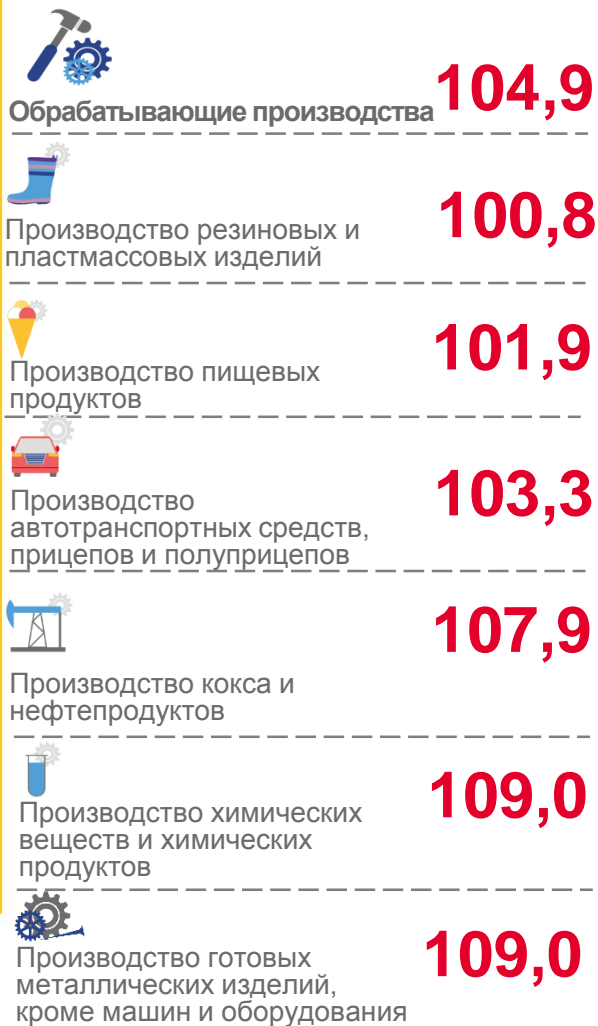 Обрабатывающие производства 104,9
Производство резиновых и
пластмассовых изделий
100,8
Производство пищевых
продуктов
101,9
Производство
автотранспортных средств,
прицепов и полуприцепов
103,3
Производство кокса и
нефтепродуктов
107,9
Производство химических
веществ и химических
продуктов
109,0
Производство готовых
металлических изделий,
кроме машин и оборудования
109,0